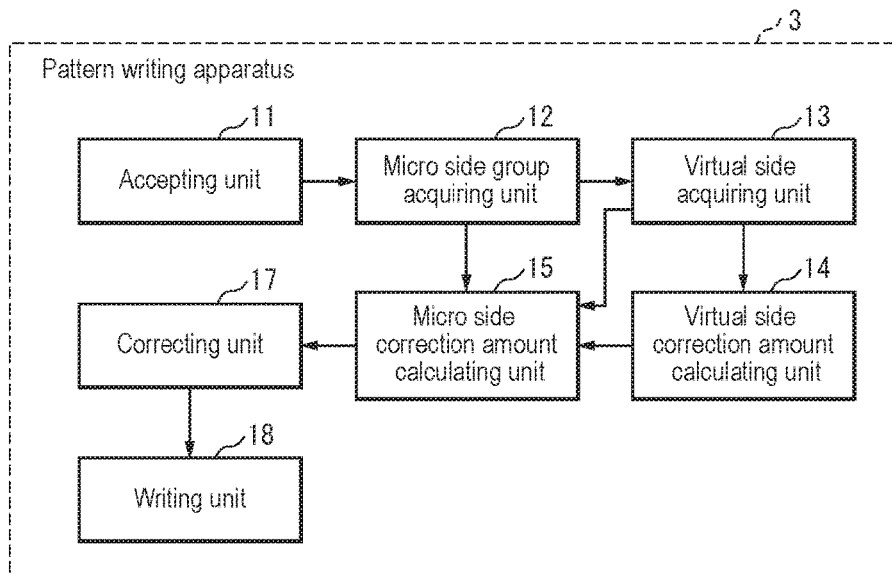 3
Pattern writing apparatus
11
12
13
Accepting unit
Micro side group
acquiring unit
Virtual side
acquiring unit
17
15
14
Correcting unit
Micro side
correction amount
calculating unit
Virtual side
correction amount
calculating unit
18
Writing unit